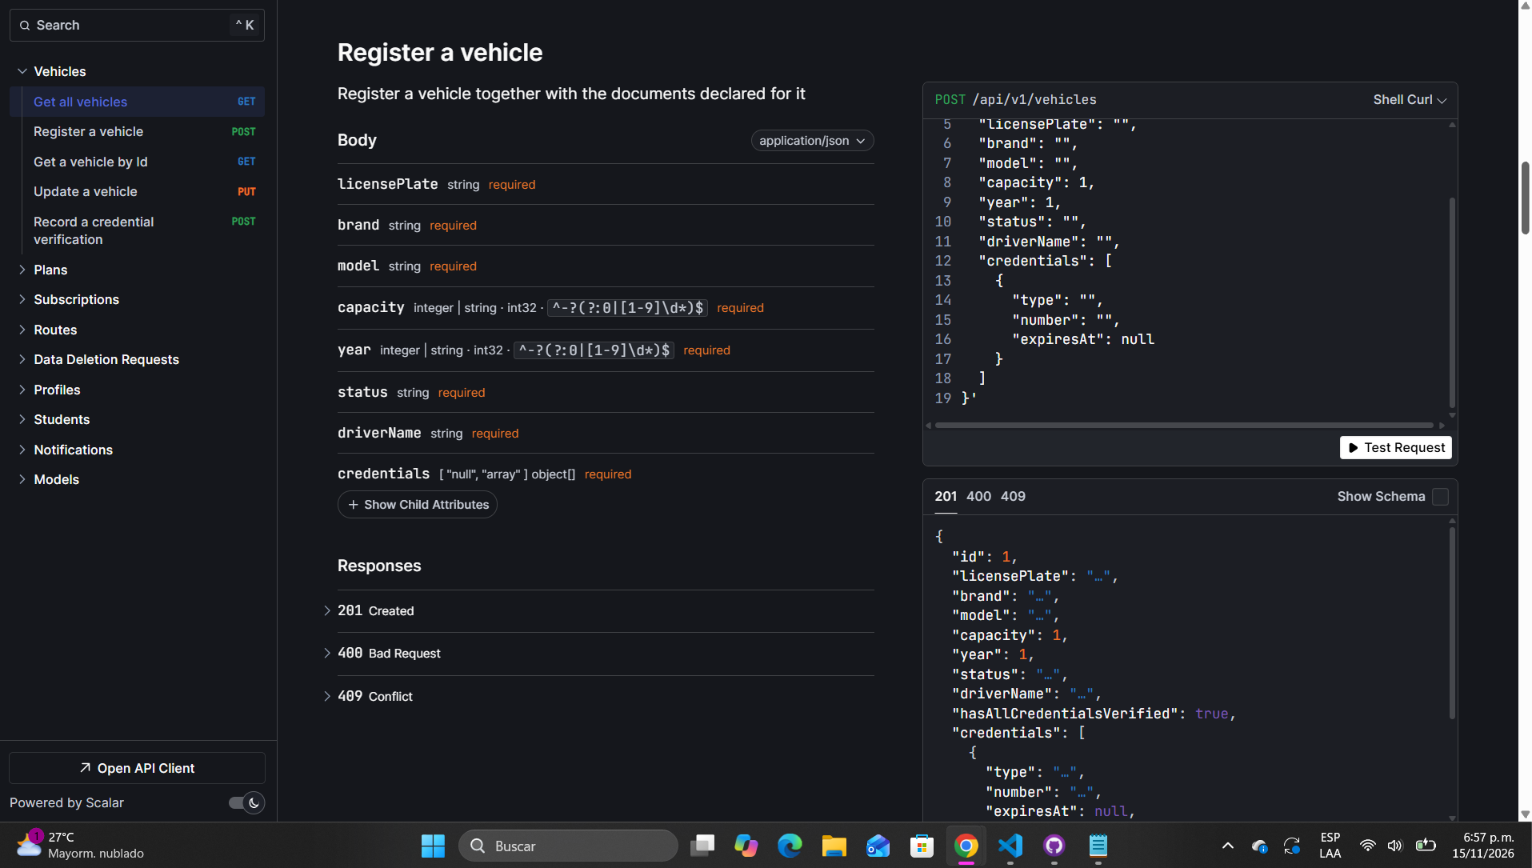 Search
^ K
Vehicles
Get all vehicles GET
Register a vehicle POST
Get a vehicle by Id GET
Update a vehicle PUT
Record a credential verification POST
Plans
Subscriptions
Routes
Data Deletion Requests
Profiles
Students
Notifications
Models
Open API Client
Powered by Scalar
Register a vehicle
Register a vehicle together with the documents declared for it
Body application/json
licensePlate string required
brand string required
model string required
capacity integer | string · int32 · ^-?(?:0|[1-9]\d*)$ required
year integer | string · int32 · ^-?(?:0|[1-9]\d*)$ required
status string required
driverName string required
credentials [ "null", "array" ] object[] required
+ Show Child Attributes
Responses
201 Created
400 Bad Request
409 Conflict
POST /api/v1/vehicles Shell Curl
5 "licensePlate": "",
6 "brand": "",
7 "model": "",
8 "capacity": 1,
9 "year": 1,
10 "status": "",
11 "driverName": "",
12 "credentials": [
13 {
14 "type": "",
15 "number": "",
16 "expiresAt": null
17 }
18 ]
19 }'
Test Request
201 400 409 Show Schema
{
"id": 1,
"licensePlate": "…",
"brand": "…",
"model": "…",
"capacity": 1,
"year": 1,
"status": "…",
"driverName": "…",
"hasAllCredentialsVerified": true,
"credentials": [
{
"type": "…",
"number": "…",
"expiresAt": null,
1
27°C
Mayorm. nublado
Buscar
ESP
LAA
6:57 p.m.
15/11/2026